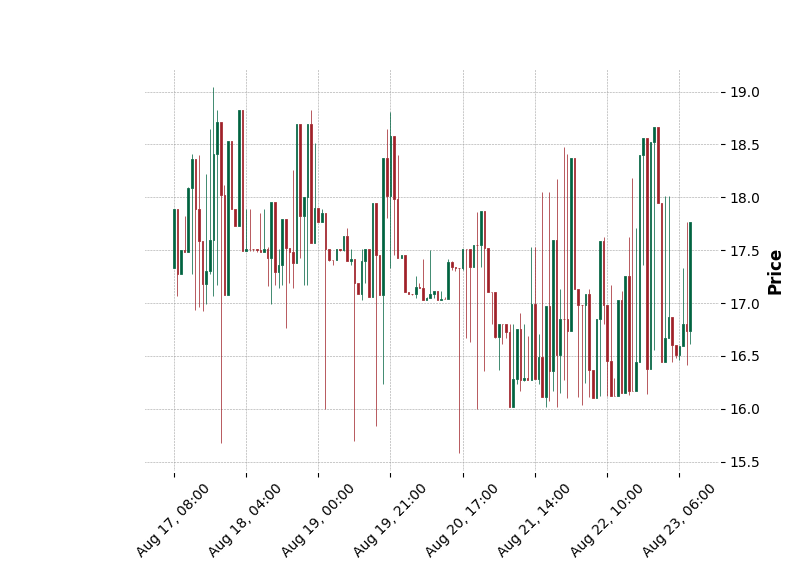 19.0
18.5
18.0
17.5
17.0
16.5
16.0
15.5
Price
Aug 17, 08:00
Aug 18, 04:00
Aug 19, 00:00
Aug 19, 21:00
Aug 20, 17:00
Aug 21, 14:00
Aug 22, 10:00
Aug 23, 06:00